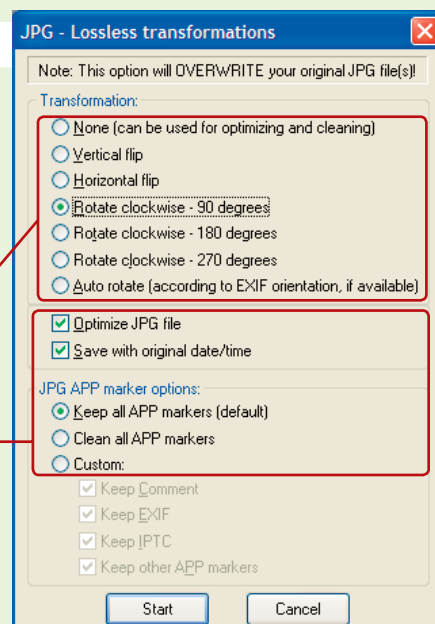 JPG - Lossless transformations
Note: This option will OVERWRITE your original JPG file(s)!
Transformation:
None (can be used for optimizing and cleaning)
Vertical flip
Horizontal flip
Rotate clockwise - 90 degrees
Rotate clockwise - 180 degrees
Rotate clockwise - 270 degrees
Auto rotate (according to EXIF orientation, if available)
Optimize JPG file
Save with original date/time
JPG APP marker options:
Keep all APP markers (default)
Clean all APP markers
Custom:
Keep Comment
Keep EXIF
Keep IPTC
Keep other APP markers
Start Cancel